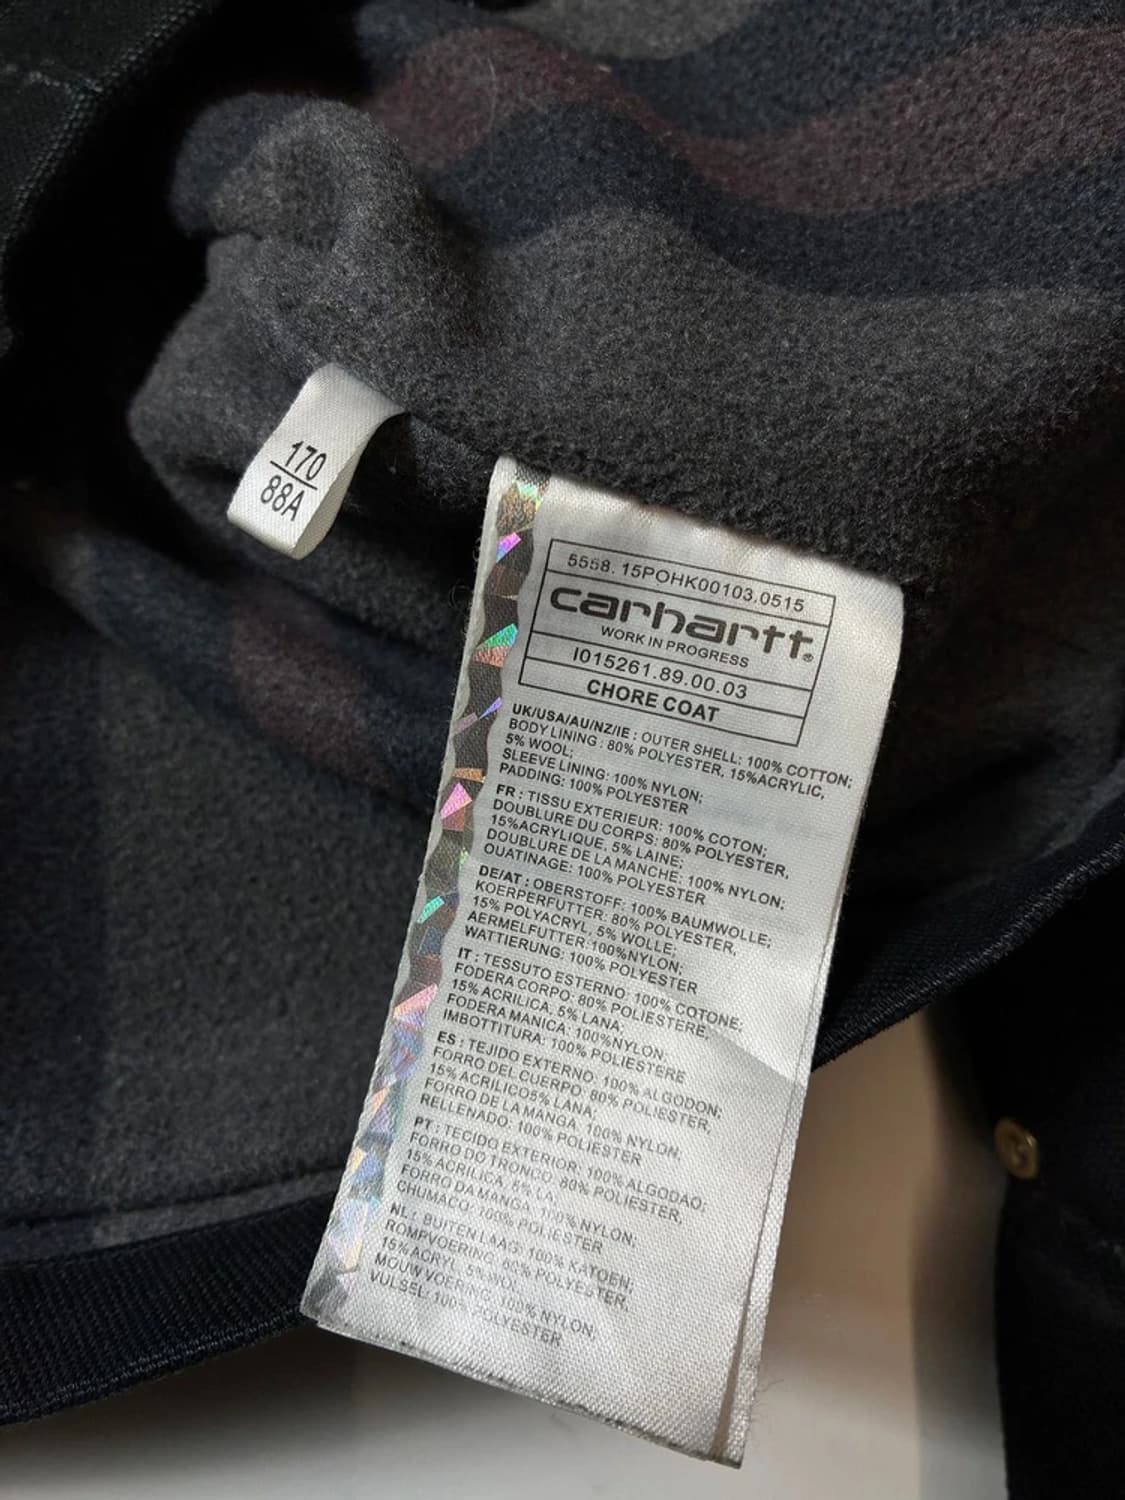 170
88A
5558. 15POHK00103.0515
carhartt®
WORK IN PROGRESS
I015261.89.00.03
CHORE COAT
UK/USA/AU/NZ/IE : OUTER SHELL: 100% COTTON;
BODY LINING : 80% POLYESTER, 15%ACRYLIC,
5% WOOL;
SLEEVE LINING: 100% NYLON;
PADDING: 100% POLYESTER
FR : TISSU EXTERIEUR: 100% COTON;
DOUBLURE DU CORPS: 80% POLYESTER,
15%ACRYLIQUE, 5% LAINE;
DOUBLURE DE LA MANCHE: 100% NYLON;
OUATINAGE: 100% POLYESTER
DE/AT : OBERSTOFF: 100% BAUMWOLLE;
KOERPERFUTTER: 80% POLYESTER,
15% POLYACRYL, 5% WOLLE;
AERMELFUTTER:100%NYLON;
WATTIERUNG: 100% POLYESTER
IT : TESSUTO ESTERNO: 100% COTONE;
FODERA CORPO: 80% POLIESTERE,
15% ACRILICA, 5% LANA;
FODERA MANICA: 100%NYLON;
IMBOTTITURA: 100% POLIESTERE
ES : TEJIDO EXTERNO: 100% ALGODON;
FORRO DEL CUERPO: 80% POLIESTER,
15% ACRILICO5% LANA;
FORRO DE LA MANGA: 100% NYLON;
RELLENADO: 100% POLIESTER
PT : TECIDO EXTERIOR: 100% ALGODAO;
FORRO DO TRONCO: 80% POLIESTER,
15% ACRILICA, 5% LA;
FORRO DA MANGA: 100% NYLON;
CHUMACO: 100% POLIESTER
NL : BUITEN LAAG: 100% KATOEN;
ROMPVOERING: 80% POLYESTER,
15% ACRYL, 5% WOL
MOUW VOERING: 100% NYLON;
VULSEL: 100% POLYESTER